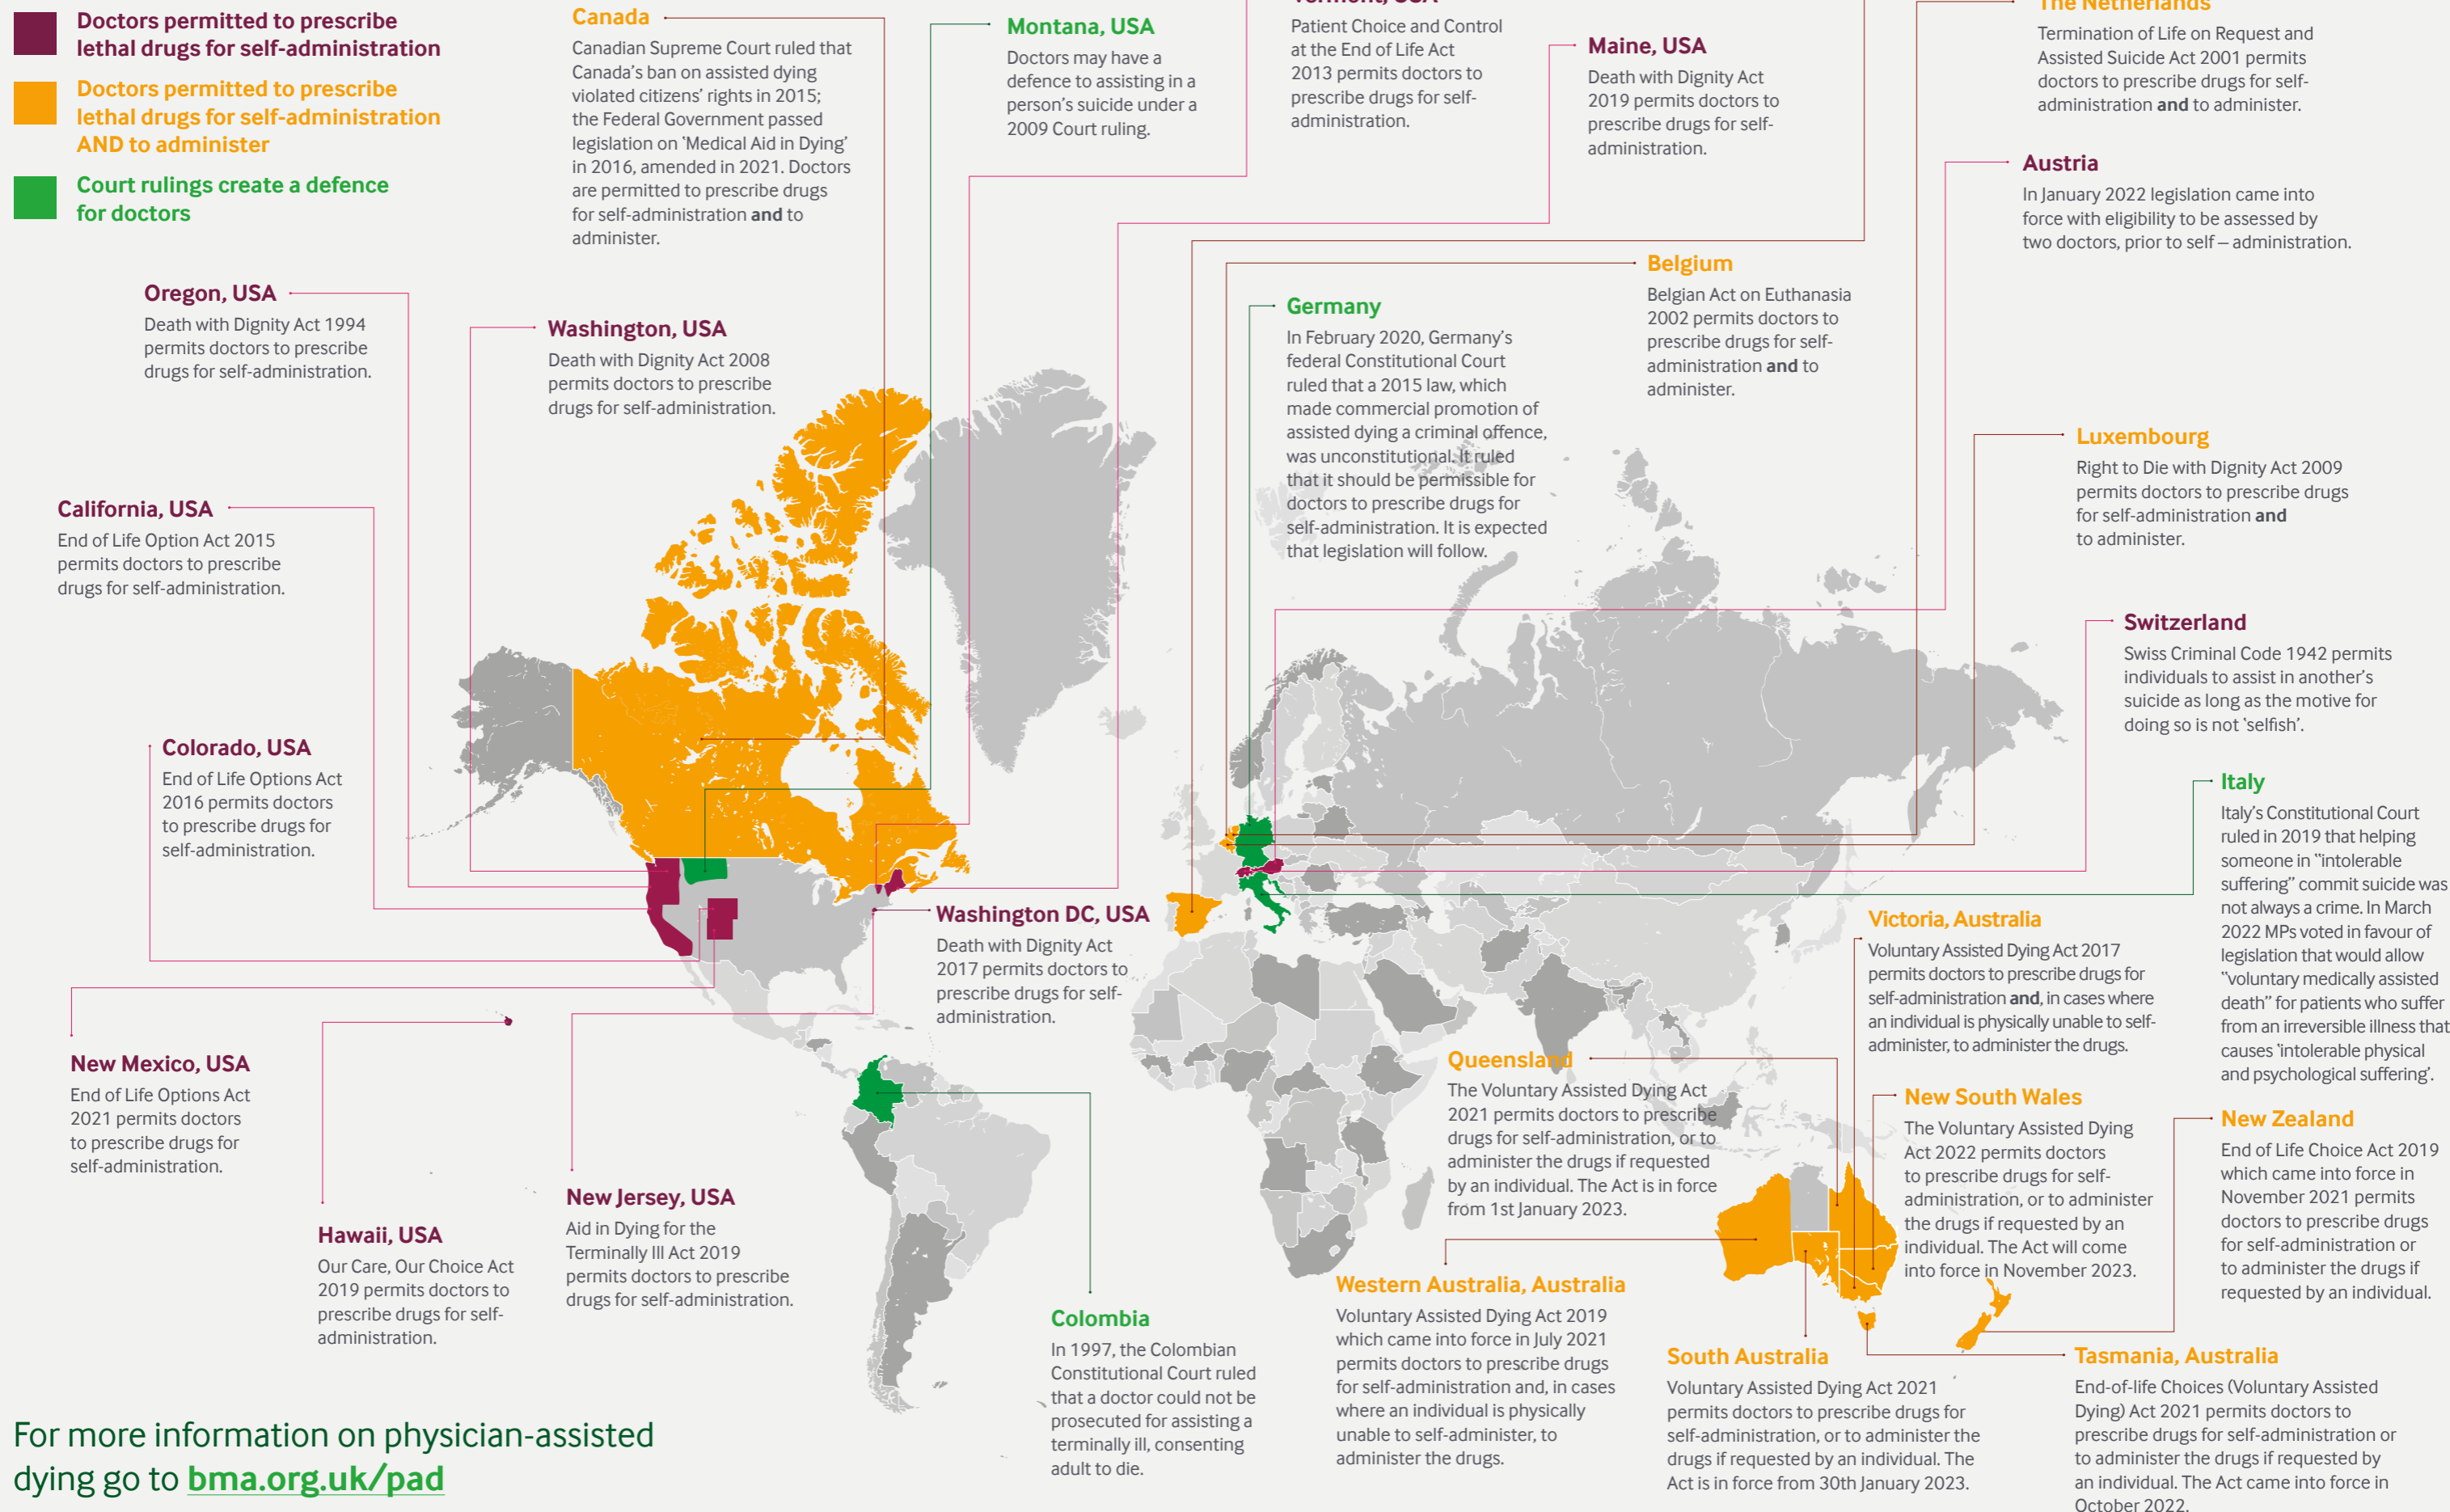 Doctors permitted to prescribe
lethal drugs for self-administration
Doctors permitted to prescribe
lethal drugs for self-administration
AND to administer
Court rulings create a defence
for doctors
Canada
Canadian Supreme Court ruled that
Canada's ban on assisted dying
violated citizens' rights in 2015;
the Federal Government passed
legislation on 'Medical Aid in Dying'
in 2016, amended in 2021. Doctors
are permitted to prescribe drugs
for self-administration and to
administer.
Montana, USA
Doctors may have a
defence to assisting in a
person's suicide under a
2009 Court ruling.
Vermont, USA
Patient Choice and Control
at the End of Life Act
2013 permits doctors to
prescribe drugs for self-
administration.
Maine, USA
Death with Dignity Act
2019 permits doctors to
prescribe drugs for self-
administration.
The Netherlands
Termination of Life on Request and
Assisted Suicide Act 2001 permits
doctors to prescribe drugs for self-
administration and to administer.
Austria
In January 2022 legislation came into
force with eligibility to be assessed by
two doctors, prior to self – administration.
Oregon, USA
Death with Dignity Act 1994
permits doctors to prescribe
drugs for self-administration.
Washington, USA
Death with Dignity Act 2008
permits doctors to prescribe
drugs for self-administration.
Germany
In February 2020, Germany's
federal Constitutional Court
ruled that a 2015 law, which
made commercial promotion of
assisted dying a criminal offence,
was unconstitutional. It ruled
that it should be permissible for
doctors to prescribe drugs for
self-administration. It is expected
that legislation will follow.
Belgium
Belgian Act on Euthanasia
2002 permits doctors to
prescribe drugs for self-
administration and to
administer.
Luxembourg
Right to Die with Dignity Act 2009
permits doctors to prescribe drugs
for self-administration and
to administer.
California, USA
End of Life Option Act 2015
permits doctors to prescribe
drugs for self-administration.
Switzerland
Swiss Criminal Code 1942 permits
individuals to assist in another's
suicide as long as the motive for
doing so is not 'selfish'.
Colorado, USA
End of Life Options Act
2016 permits doctors
to prescribe drugs for
self-administration.
Italy
Italy's Constitutional Court
ruled in 2019 that helping
someone in "intolerable
suffering" commit suicide was
not always a crime. In March
2022 MPs voted in favour of
legislation that would allow
"voluntary medically assisted
death" for patients who suffer
from an irreversible illness that
causes 'intolerable physical
and psychological suffering'.
Washington DC, USA
Death with Dignity Act
2017 permits doctors to
prescribe drugs for self-
administration.
Victoria, Australia
Voluntary Assisted Dying Act 2017
permits doctors to prescribe drugs for
self-administration and, in cases where
an individual is physically unable to self-
administer, to administer the drugs.
New Mexico, USA
End of Life Options Act
2021 permits doctors
to prescribe drugs for
self-administration.
Queensland
The Voluntary Assisted Dying Act
2021 permits doctors to prescribe
drugs for self-administration, or to
administer the drugs if requested
by an individual. The Act is in force
from 1st January 2023.
New South Wales
The Voluntary Assisted Dying
Act 2022 permits doctors
to prescribe drugs for self-
administration, or to administer
the drugs if requested by an
individual. The Act will come
into force in November 2023.
New Zealand
End of Life Choice Act 2019
which came into force in
November 2021 permits
doctors to prescribe drugs
for self-administration or
to administer the drugs if
requested by an individual.
Hawaii, USA
Our Care, Our Choice Act
2019 permits doctors to
prescribe drugs for self-
administration.
New Jersey, USA
Aid in Dying for the
Terminally Ill Act 2019
permits doctors to prescribe
drugs for self-administration.
Colombia
In 1997, the Colombian
Constitutional Court ruled
that a doctor could not be
prosecuted for assisting a
terminally ill, consenting
adult to die.
Western Australia, Australia
Voluntary Assisted Dying Act 2019
which came into force in July 2021
permits doctors to prescribe drugs
for self-administration and, in cases
where an individual is physically
unable to self-administer, to
administer the drugs.
South Australia
Voluntary Assisted Dying Act 2021
permits doctors to prescribe drugs for
self-administration, or to administer the
drugs if requested by an individual. The
Act is in force from 30th January 2023.
Tasmania, Australia
End-of-life Choices (Voluntary Assisted
Dying) Act 2021 permits doctors to
prescribe drugs for self-administration or
to administer the drugs if requested by
an individual. The Act came into force in
October 2022.
For more information on physician-assisted
dying go to bma.org.uk/pad